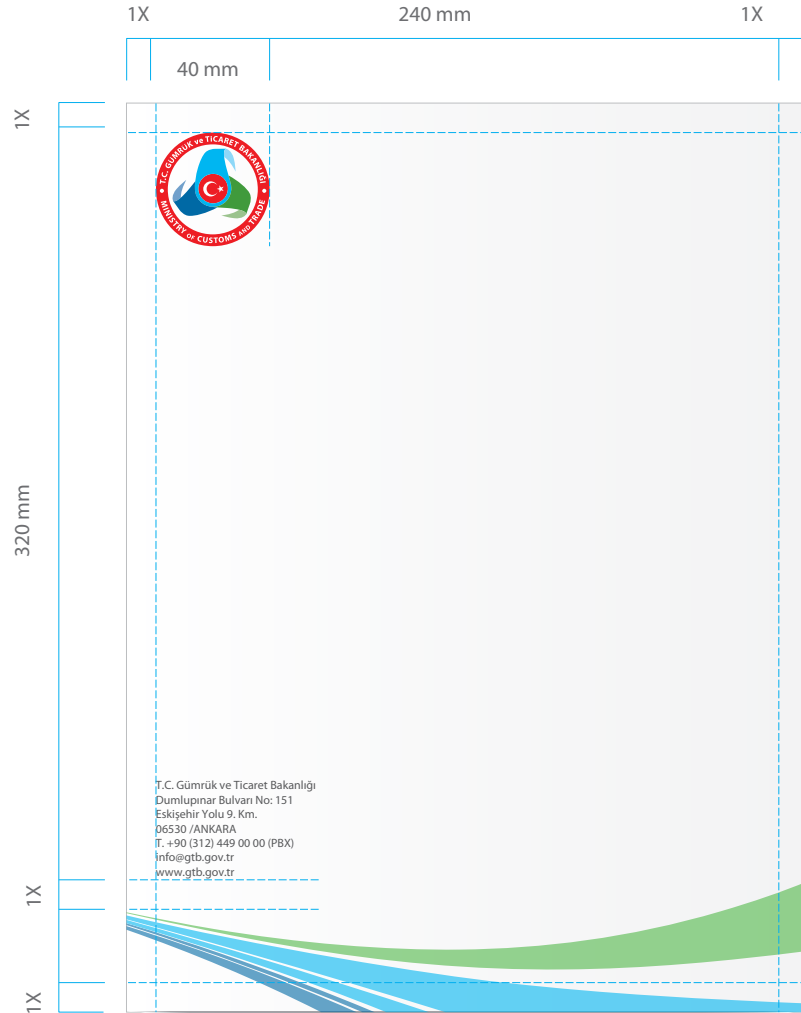 1X
240 mm
1X
40 mm
1X
T.C. GÜMRÜK ve TİCARET BAKANLIĞI
MINISTRY OF CUSTOMS AND TRADE
320 mm
T.C. Gümrük ve Ticaret Bakanlığı
Dumlupınar Bulvarı No: 151
Eskişehir Yolu 9. Km.
06530 /ANKARA
T. +90 (312) 449 00 00 (PBX)
info@gtb.gov.tr
www.gtb.gov.tr
1X
1X